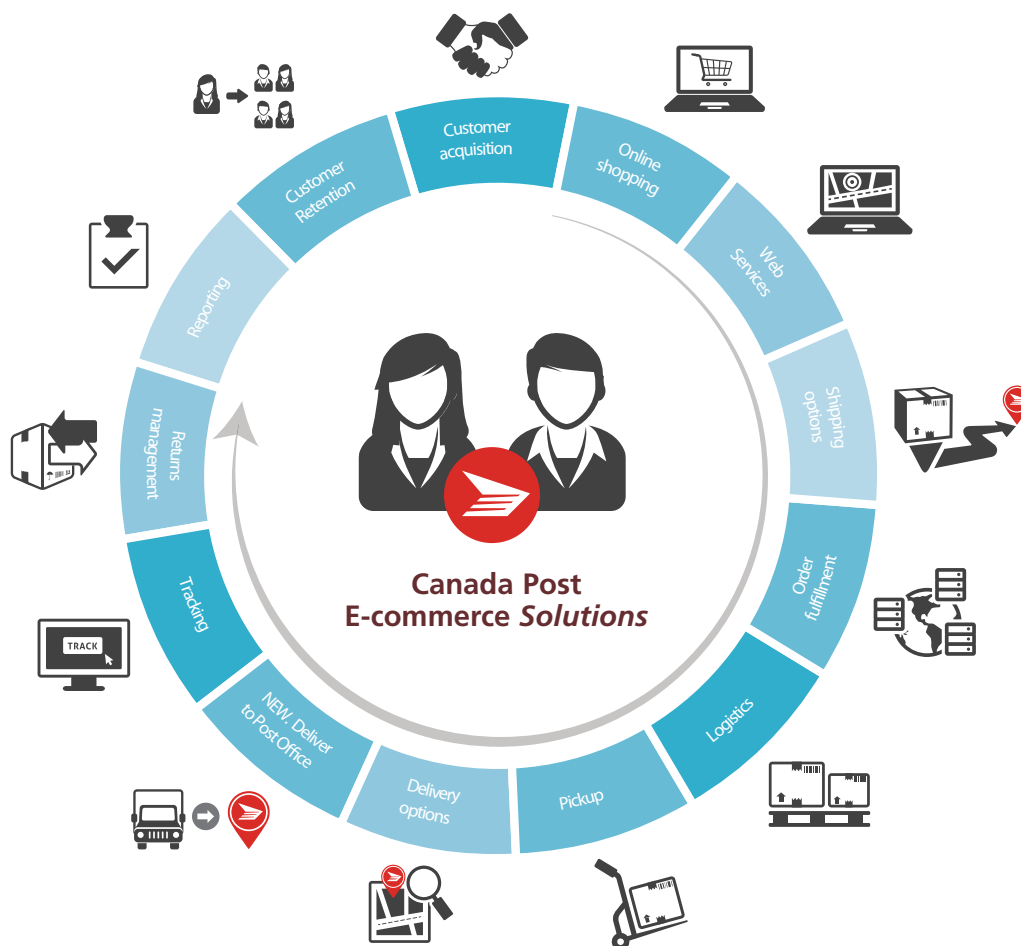 Customer
acquisition
Online
shopping
Web
Services
Shipping
options
Order
fulfillment
Logistics
Pickup
Delivery
options
NEW. Deliver
to Post Office
Tracking
TRACK
Returns
management
Reporting
Customer
Retention
Canada Post
E-commerce Solutions